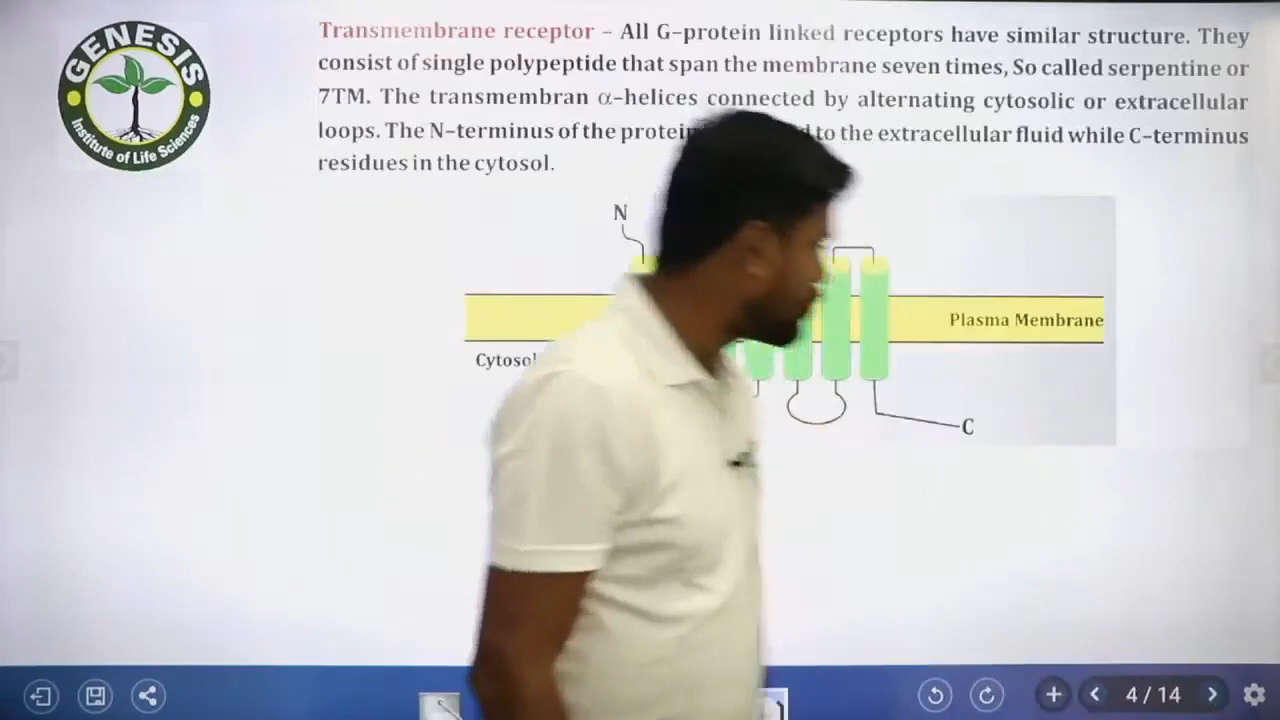 GENESIS
Institute of Life Sciences
Transmembrane receptor – All G-protein linked receptors have similar structure. They
consist of single polypeptide that span the membrane seven times, So called serpentine or
7TM. The transmembran α-helices connected by alternating cytosolic or extracellular
loops. The N-terminus of the protein to the extracellular fluid while C-terminus
residues in the cytosol.
N
Plasma Membrane
Cytosol
C
4 / 14